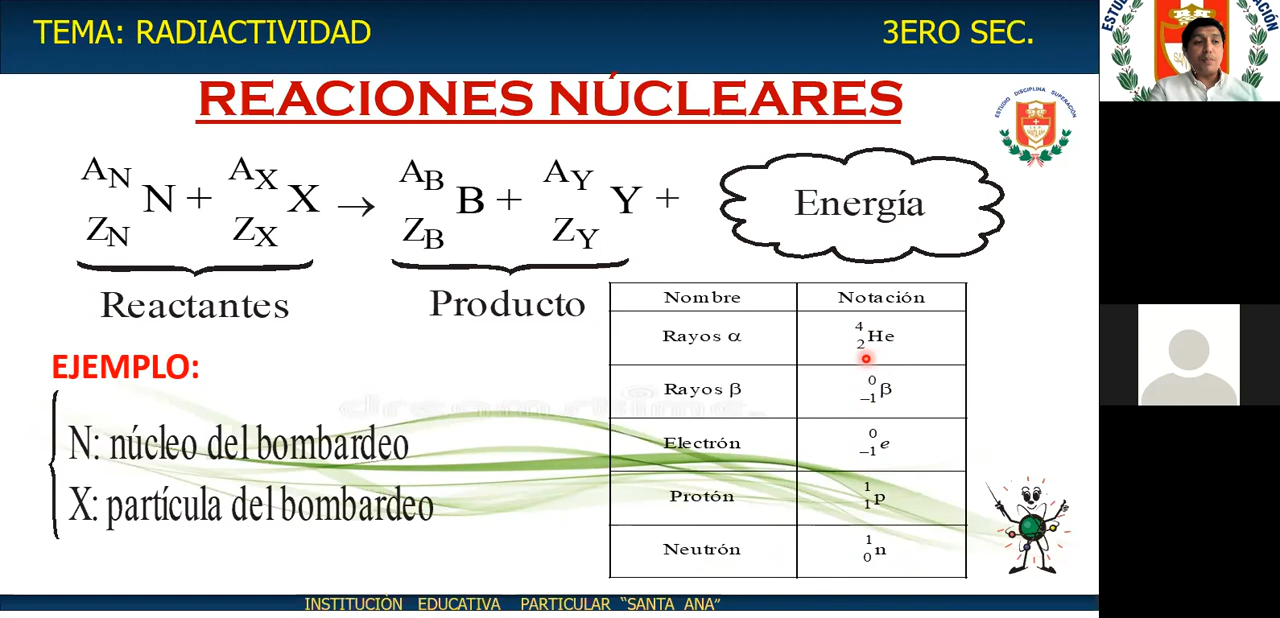 TEMA: RADIACTIVIDAD 3ERO SEC.
REACIONES NÚCLEARES
ESTUDIO DISCIPLINA SUPERACIÓN
A_N Z_N N + A_X Z_X X → A_B Z_B B + A_Y Z_Y Y + Energía
Reactantes Producto
Nombre Notación
Rayos α 4 2 He
Rayos β 0 -1 β
Electrón 0 -1 e
Protón 1 1 p
Neutrón 1 0 n
EJEMPLO:
N: núcleo del bombardeo
X: partícula del bombardeo
INSTITUCIÓN EDUCATIVA PARTICULAR “SANTA ANA”